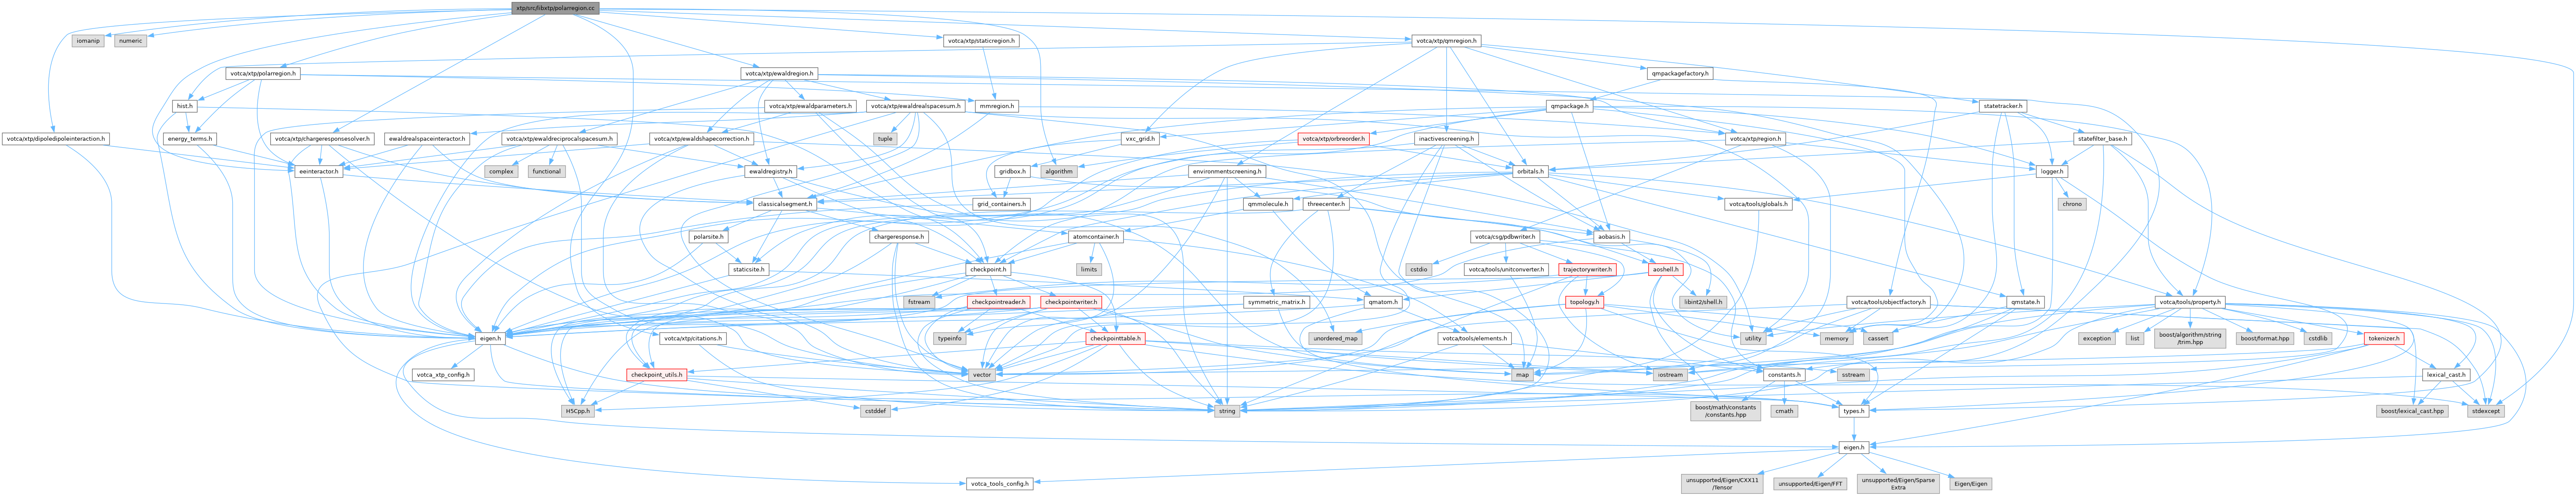 xtp/src/libxtp/polarregion.cc
iomanip
numeric
votca/xtp/staticregion.h
votca/xtp/qmregion.h
votca/xtp/polarregion.h
votca/xtp/ewaldregion.h
qmpackagefactory.h
hist.h
votca/xtp/ewaldparameters.h
votca/xtp/ewaldrealspacesum.h
mmregion.h
qmpackage.h
statetracker.h
votca/xtp/dipoledipoleinteraction.h
energy_terms.h
votca/xtp/chargeresponsesolver.h
ewaldrealspaceinteractor.h
votca/xtp/ewaldreciprocalspacesum.h
votca/xtp/ewaldshapecorrection.h
tuple
vxc_grid.h
votca/xtp/orbreorder.h
inactivescreening.h
votca/xtp/region.h
statefilter_base.h
eeinteractor.h
complex
functional
ewaldregistry.h
gridbox.h
algorithm
environmentscreening.h
orbitals.h
logger.h
classicalsegment.h
grid_containers.h
qmmolecule.h
threecenter.h
votca/tools/globals.h
chrono
polarsite.h
chargeresponse.h
atomcontainer.h
votca/csg/pdbwriter.h
aobasis.h
staticsite.h
checkpoint.h
limits
cstdio
votca/tools/unitconverter.h
trajectorywriter.h
aoshell.h
fstream
checkpointreader.h
checkpointwriter.h
symmetric_matrix.h
qmatom.h
topology.h
libint2/shell.h
votca/tools/objectfactory.h
qmstate.h
votca/tools/property.h
eigen.h
votca/xtp/citations.h
typeinfo
checkpointtable.h
unordered_map
votca/tools/elements.h
utility
memory
cassert
exception
list
boost/algorithm/string
/trim.hpp
boost/format.hpp
cstdlib
tokenizer.h
votca_xtp_config.h
checkpoint_utils.h
vector
map
iostream
constants.h
sstream
lexical_cast.h
H5Cpp.h
cstddef
string
boost/math/constants
/constants.hpp
cmath
types.h
boost/lexical_cast.hpp
stdexcept
eigen.h
votca_tools_config.h
unsupported/Eigen/CXX11
/Tensor
unsupported/Eigen/FFT
unsupported/Eigen/Sparse
Extra
Eigen/Eigen